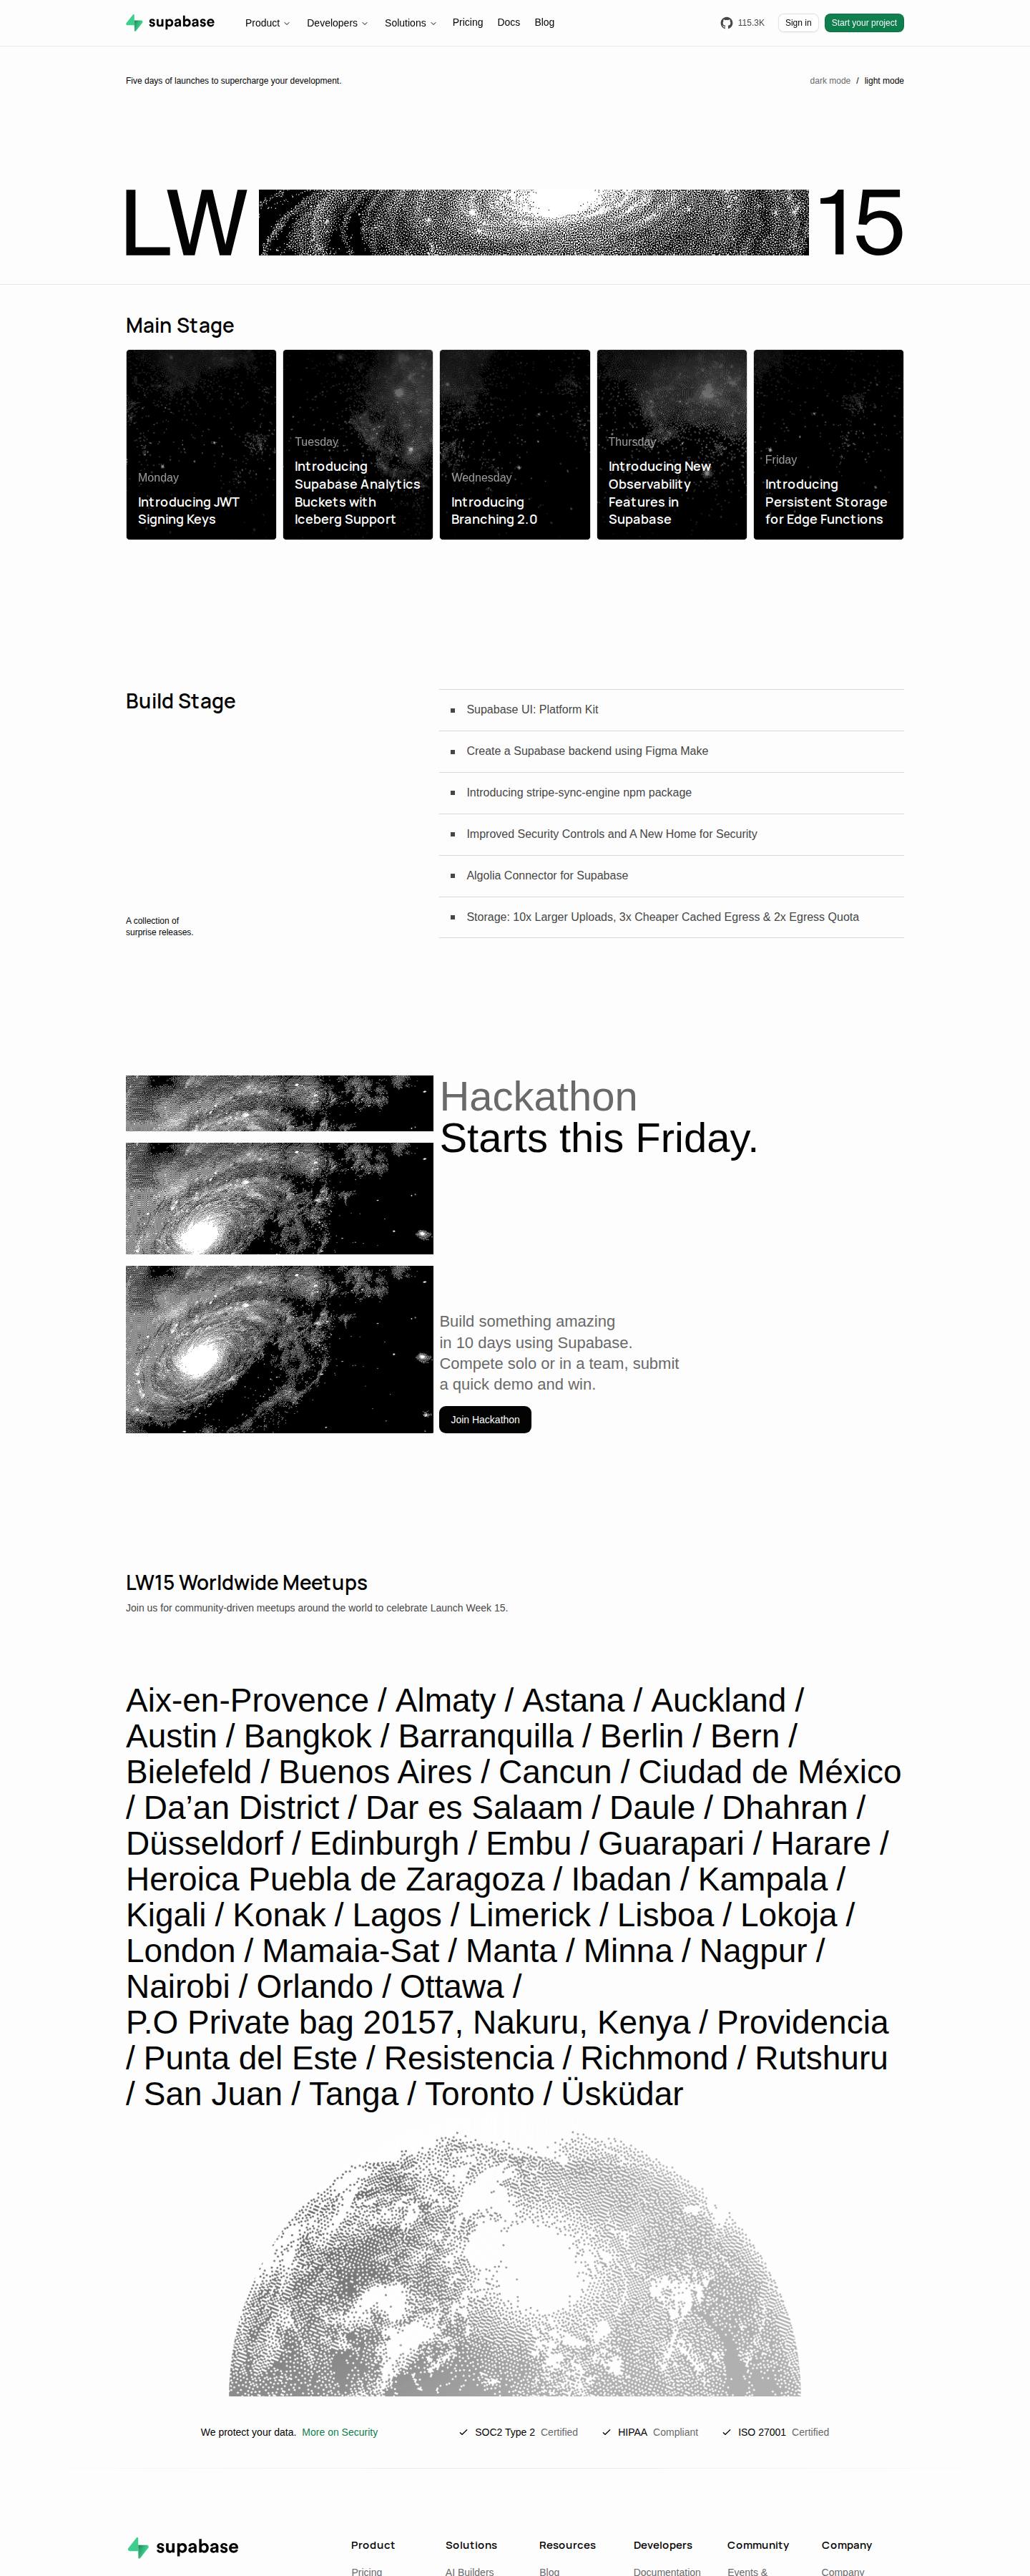 supabase Product Developers Solutions Pricing Docs Blog 115.3K Sign in Start your project
Five days of launches to supercharge your development. dark mode / light mode
LW 15
Main Stage
Monday
Introducing JWT
Signing Keys
Tuesday
Introducing
Supabase Analytics
Buckets with
Iceberg Support
Wednesday
Introducing
Branching 2.0
Thursday
Introducing New
Observability
Features in
Supabase
Friday
Introducing
Persistent Storage
for Edge Functions
Build Stage
Supabase UI: Platform Kit
Create a Supabase backend using Figma Make
Introducing stripe-sync-engine npm package
Improved Security Controls and A New Home for Security
Algolia Connector for Supabase
Storage: 10x Larger Uploads, 3x Cheaper Cached Egress & 2x Egress Quota
A collection of
surprise releases.
Hackathon
Starts this Friday.
Build something amazing
in 10 days using Supabase.
Compete solo or in a team, submit
a quick demo and win.
Join Hackathon
LW15 Worldwide Meetups
Join us for community-driven meetups around the world to celebrate Launch Week 15.
Aix-en-Provence / Almaty / Astana / Auckland /
Austin / Bangkok / Barranquilla / Berlin / Bern /
Bielefeld / Buenos Aires / Cancun / Ciudad de México
/ Da’an District / Dar es Salaam / Daule / Dhahran /
Düsseldorf / Edinburgh / Embu / Guarapari / Harare /
Heroica Puebla de Zaragoza / Ibadan / Kampala /
Kigali / Konak / Lagos / Limerick / Lisboa / Lokoja /
London / Mamaia-Sat / Manta / Minna / Nagpur /
Nairobi / Orlando / Ottawa /
P.O Private bag 20157, Nakuru, Kenya / Providencia
/ Punta del Este / Resistencia / Richmond / Rutshuru
/ San Juan / Tanga / Toronto / Üsküdar
We protect your data. More on Security SOC2 Type 2 Certified HIPAA Compliant ISO 27001 Certified
supabase Product Solutions Resources Developers Community Company
Pricing AI Builders Blog Documentation Events & Company